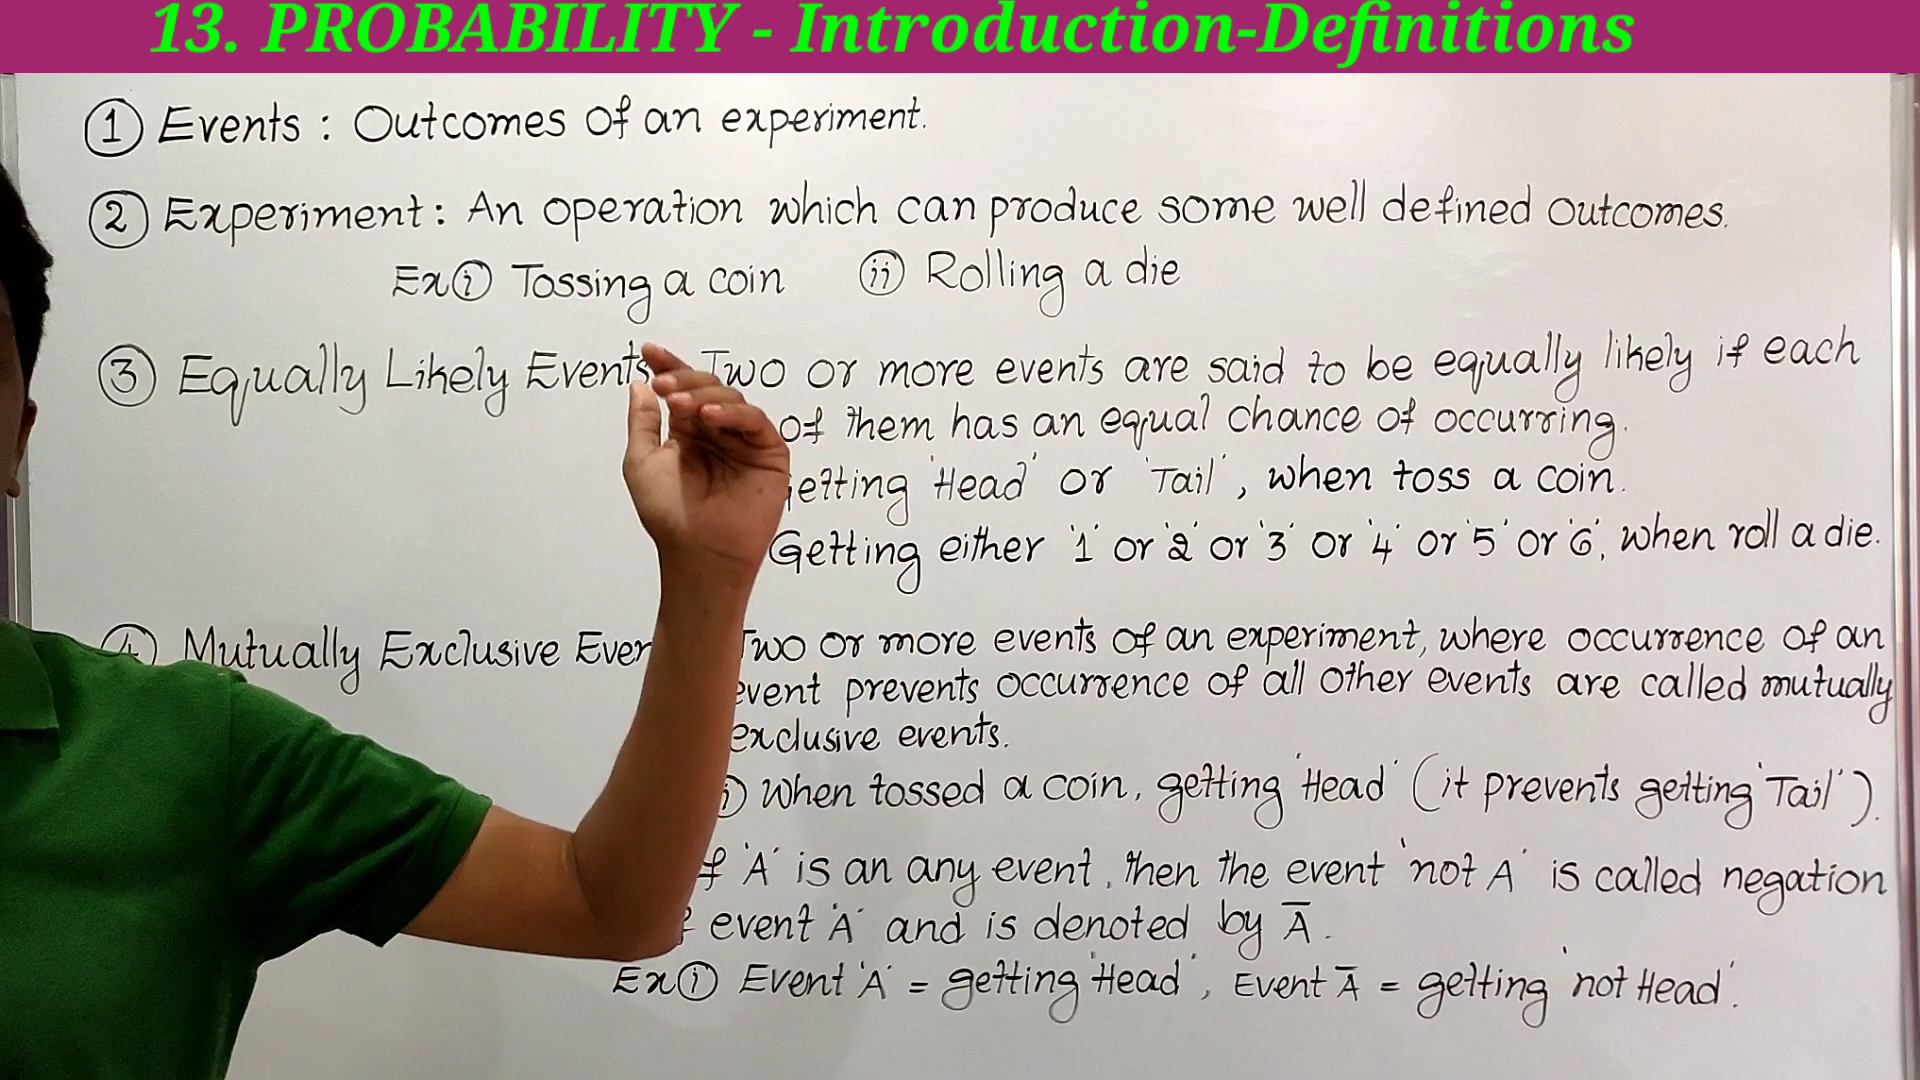 13. PROBABILITY - Introduction-Definitions
① Events : Outcomes of an experiment.
② Experiment : An operation which can produce some well defined outcomes.
Ex ⓘ Tossing a coin ⓘⓘ Rolling a die
③ Equally Likely Events Two or more events are said to be equally likely if each
of them has an equal chance of occurring.
etting 'Head' or 'Tail', when toss a coin.
Getting either '1' or '2' or '3' or '4' or '5' or '6', when roll a die.
④ Mutually Exclusive Even Two or more events of an experiment, where occurrence of an
event prevents occurrence of all other events are called mutually
exclusive events.
ⓘ When tossed a coin, getting 'Head' (it prevents getting 'Tail').
f 'A' is an any event, then the event 'not A' is called negation
f event 'A' and is denoted by A̅.
Ex ⓘ Event 'A' = getting 'Head', Event A̅ = getting 'not Head'.